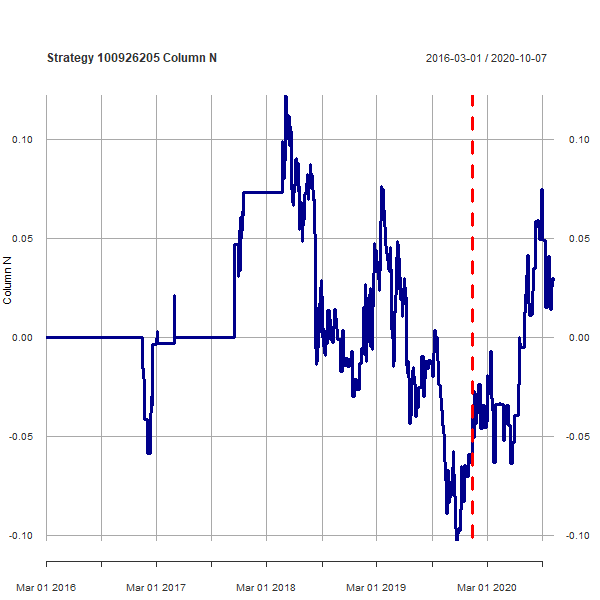 Strategy 100926205 Column N
2016-03-01 / 2020-10-07
0.10
0.10
0.05
0.05
Column N
0.00
0.00
-0.05
-0.05
-0.10
-0.10
Mar 01 2016
Mar 01 2017
Mar 01 2018
Mar 01 2019
Mar 01 2020